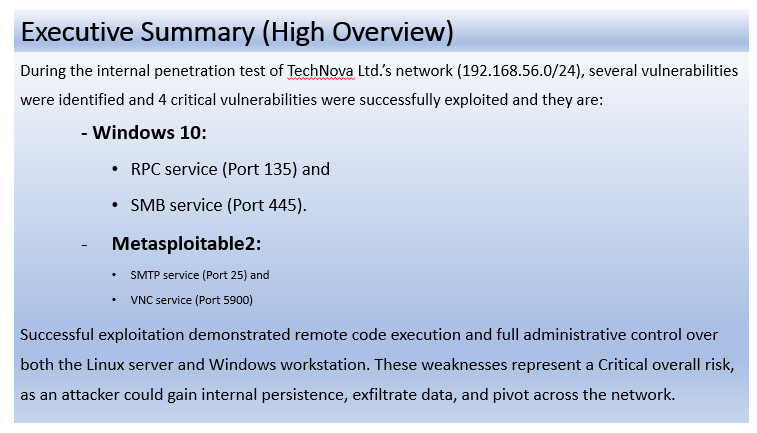 Executive Summary (High Overview)
During the internal penetration test of TechNova Ltd.’s network (192.168.56.0/24), several vulnerabilities
were identified and 4 critical vulnerabilities were successfully exploited and they are:
- Windows 10:
• RPC service (Port 135) and
• SMB service (Port 445).
- Metasploitable2:
• SMTP service (Port 25) and
• VNC service (Port 5900)
Successful exploitation demonstrated remote code execution and full administrative control over
both the Linux server and Windows workstation. These weaknesses represent a Critical overall risk,
as an attacker could gain internal persistence, exfiltrate data, and pivot across the network.